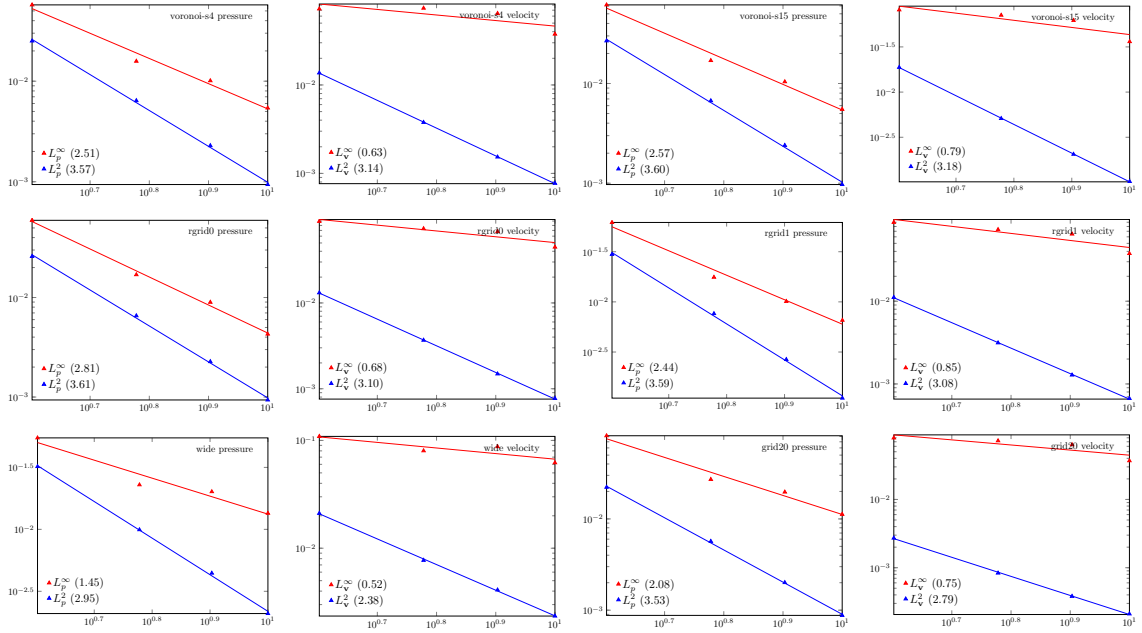 voronoi-s4 pressure
10^{-2}
10^{-3}
10^{0.7} 10^{0.8} 10^{0.9} 10^1
L_p^∞ (2.51)
L_p^2 (3.57)
voronoi-s4 velocity
10^{-2}
10^{-3}
10^{0.7} 10^{0.8} 10^{0.9} 10^1
L_v^∞ (0.63)
L_v^2 (3.14)
voronoi-s15 pressure
10^{-2}
10^{-3}
10^{0.7} 10^{0.8} 10^{0.9} 10^1
L_p^∞ (2.57)
L_p^2 (3.60)
voronoi-s15 velocity
10^{-1.5}
10^{-2}
10^{-2.5}
10^{0.7} 10^{0.8} 10^{0.9} 10^1
L_v^∞ (0.79)
L_v^2 (3.18)
rgrid0 pressure
10^{-2}
10^{-3}
10^{0.7} 10^{0.8} 10^{0.9} 10^1
L_p^∞ (2.81)
L_p^2 (3.61)
rgrid0 velocity
10^{-2}
10^{-3}
10^{0.7} 10^{0.8} 10^{0.9} 10^1
L_v^∞ (0.68)
L_v^2 (3.10)
rgrid1 pressure
10^{-1.5}
10^{-2}
10^{-2.5}
10^{0.7} 10^{0.8} 10^{0.9} 10^1
L_p^∞ (2.44)
L_p^2 (3.59)
rgrid1 velocity
10^{-2}
10^{-3}
10^{0.7} 10^{0.8} 10^{0.9} 10^1
L_v^∞ (0.85)
L_v^2 (3.08)
wide pressure
10^{-1.5}
10^{-2}
10^{-2.5}
10^{0.7} 10^{0.8} 10^{0.9} 10^1
L_p^∞ (1.45)
L_p^2 (2.95)
wide velocity
10^{-1}
10^{-2}
10^{0.7} 10^{0.8} 10^{0.9} 10^1
L_v^∞ (0.52)
L_v^2 (2.38)
grid20 pressure
10^{-2}
10^{-3}
10^{0.7} 10^{0.8} 10^{0.9} 10^1
L_p^∞ (2.08)
L_p^2 (3.53)
grid20 velocity
10^{-2}
10^{-3}
10^{0.7} 10^{0.8} 10^{0.9} 10^1
L_v^∞ (0.75)
L_v^2 (2.79)